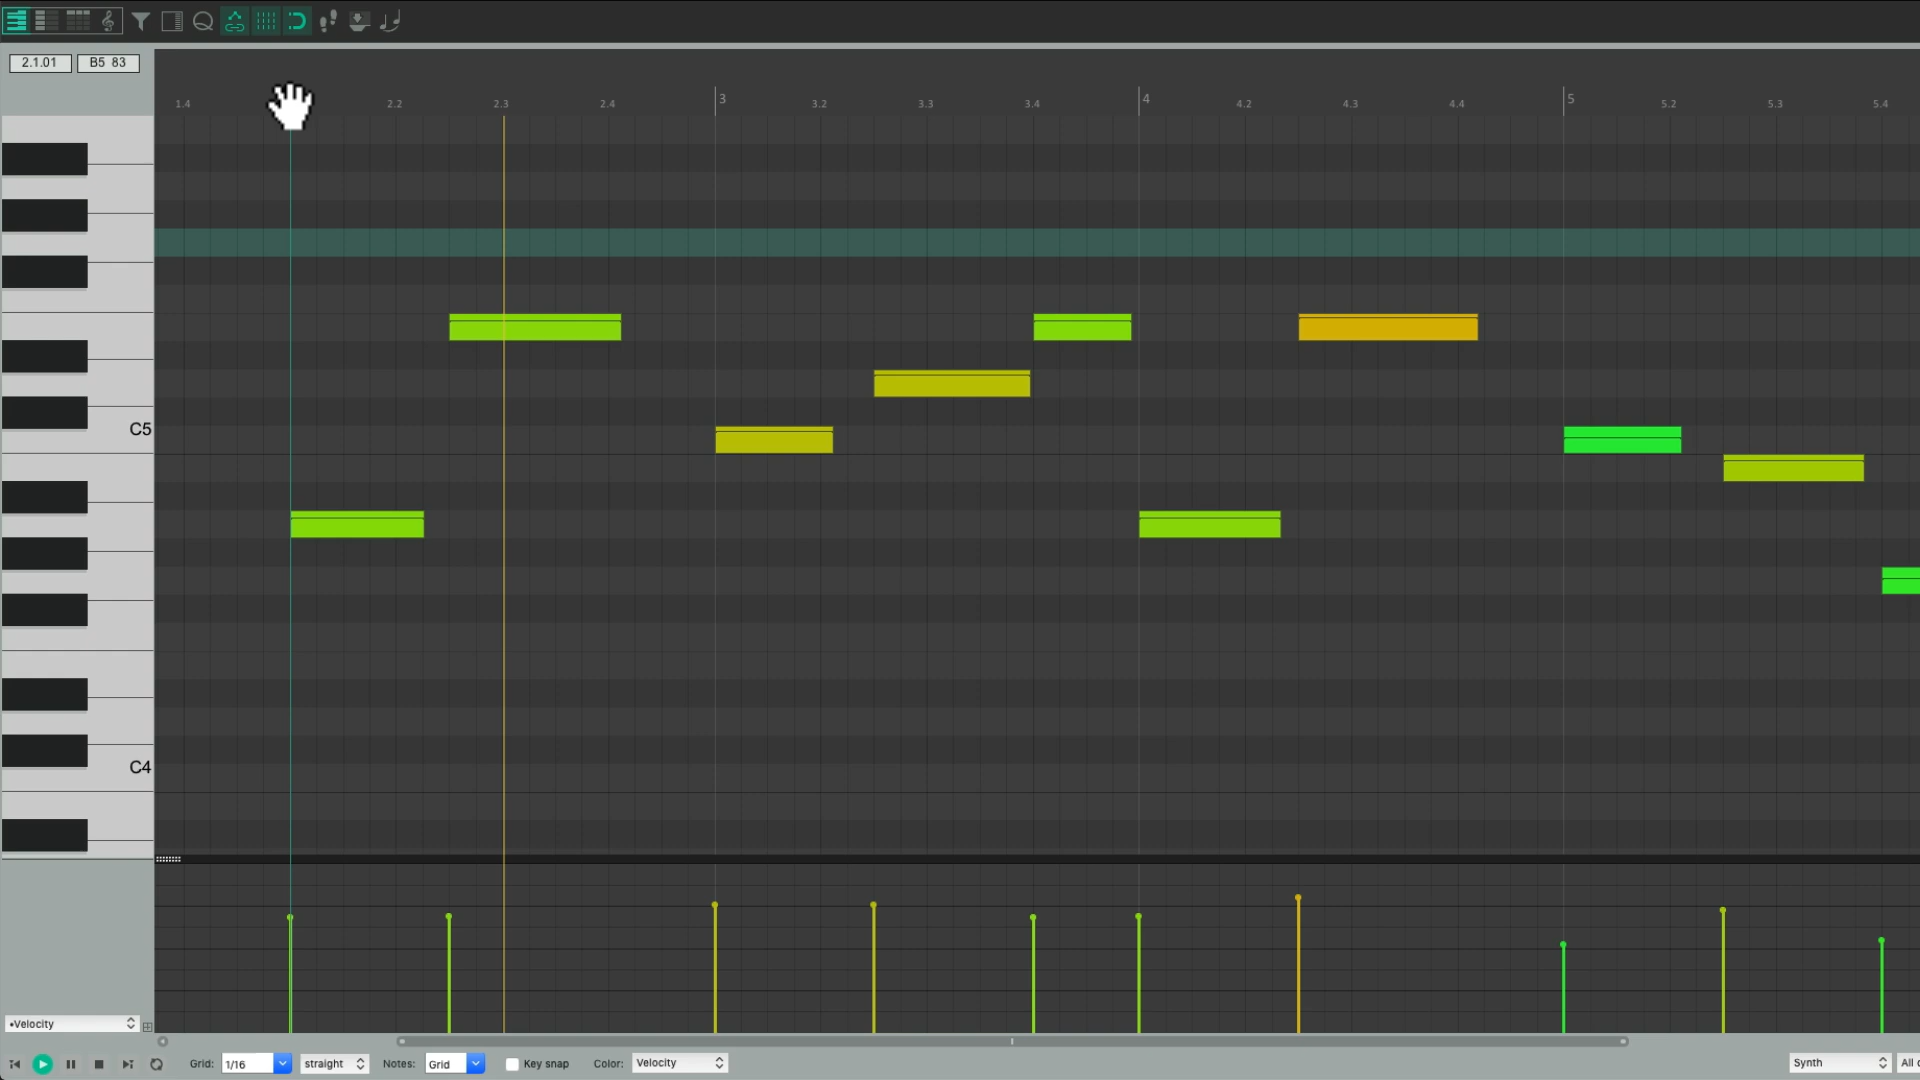 2.1.01 B5 83
1.4 2.2 2.3 2.4 3 3.2 3.3 3.4 4 4.2 4.3 4.4 5 5.2 5.3 5.4
C5
C4
•Velocity
Grid: 1/16 straight Notes: Grid Key snap Color: Velocity Synth All